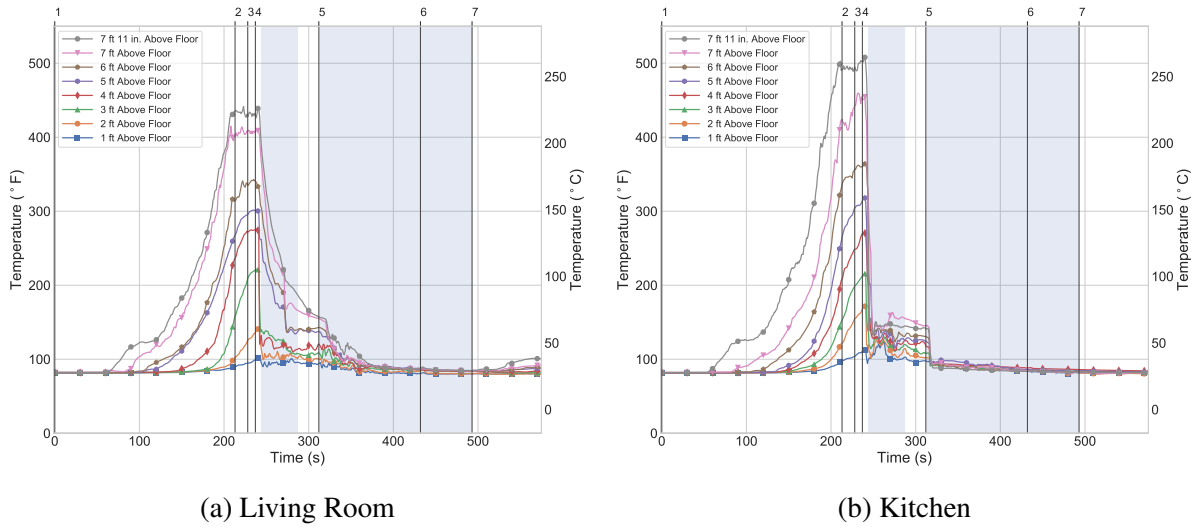 1 2 3 4 5 6 7
7 ft 11 in. Above Floor
7 ft Above Floor
6 ft Above Floor
5 ft Above Floor
4 ft Above Floor
3 ft Above Floor
2 ft Above Floor
1 ft Above Floor
500
400
300
200
100
0
Temperature (°F)
250
200
150
100
50
0
Temperature (°C)
0 100 200 300 400 500
Time (s)
(a) Living Room
1 2 3 4 5 6 7
7 ft 11 in. Above Floor
7 ft Above Floor
6 ft Above Floor
5 ft Above Floor
4 ft Above Floor
3 ft Above Floor
2 ft Above Floor
1 ft Above Floor
500
400
300
200
100
0
Temperature (°F)
250
200
150
100
50
0
Temperature (°C)
0 100 200 300 400 500
Time (s)
(b) Kitchen